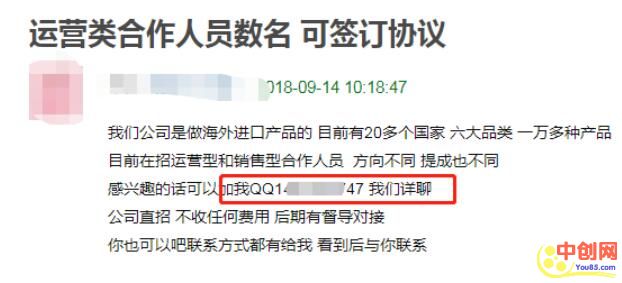 运营类合作人员数名 可签订协议
2018-09-14 10:18:47
我们公司是做海外进口产品的 目前有20多个国家 六大品类 一万多种产品
目前在招运营型和销售型合作人员 方向不同 提成也不同
感兴趣的话可以加我QQ14 747 我们详聊
公司直招 不收任何费用 后期有督导对接
你也可以吧联系方式都有给我 看到后与你联系
中创网
You85.com